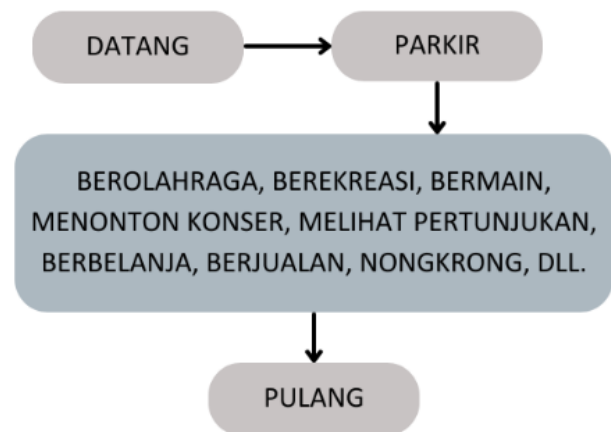 DATANG
PARKIR
BEROLAHRAGA, BEREKREASI, BERMAIN,
MENONTON KONSER, MELIHAT PERTUNJUKAN,
BERBELANJA, BERJUALAN, NONGKRONG, DLL.
PULANG